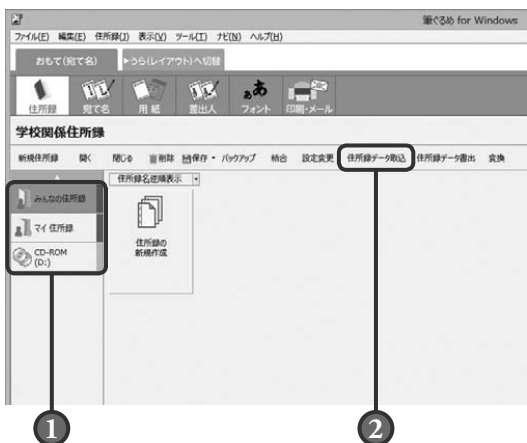 筆ぐるめ for Windows
ファイル(F) 編集(E) 住所録(J) 表示(V) ツール(T) ナビ(N) ヘルプ(H)
おもて(宛て名) ▶うら(レイアウト)へ切替
住所録 宛て名 用紙 差出人 フォント 印刷・メール
学校関係住所録
新規住所録 開く 閉じる 削除 保存 バックアップ 結合 設定変更 住所録データ取込 住所録データ書出 変換
みんなの住所録
マイ住所録
CD-ROM
(D:)
住所録名逆順表示
住所録の
新規作成
1 2